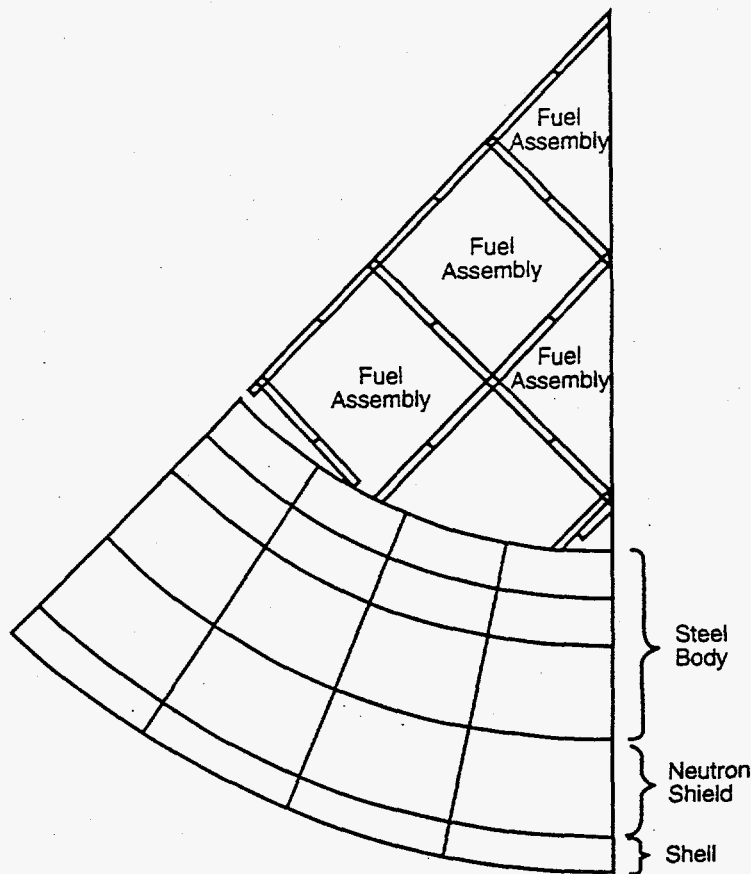 Fuel
Assembly
Fuel
Assembly
Fuel
Assembly
Fuel
Assembly
Steel
Body
Neutron
Shield
Shell